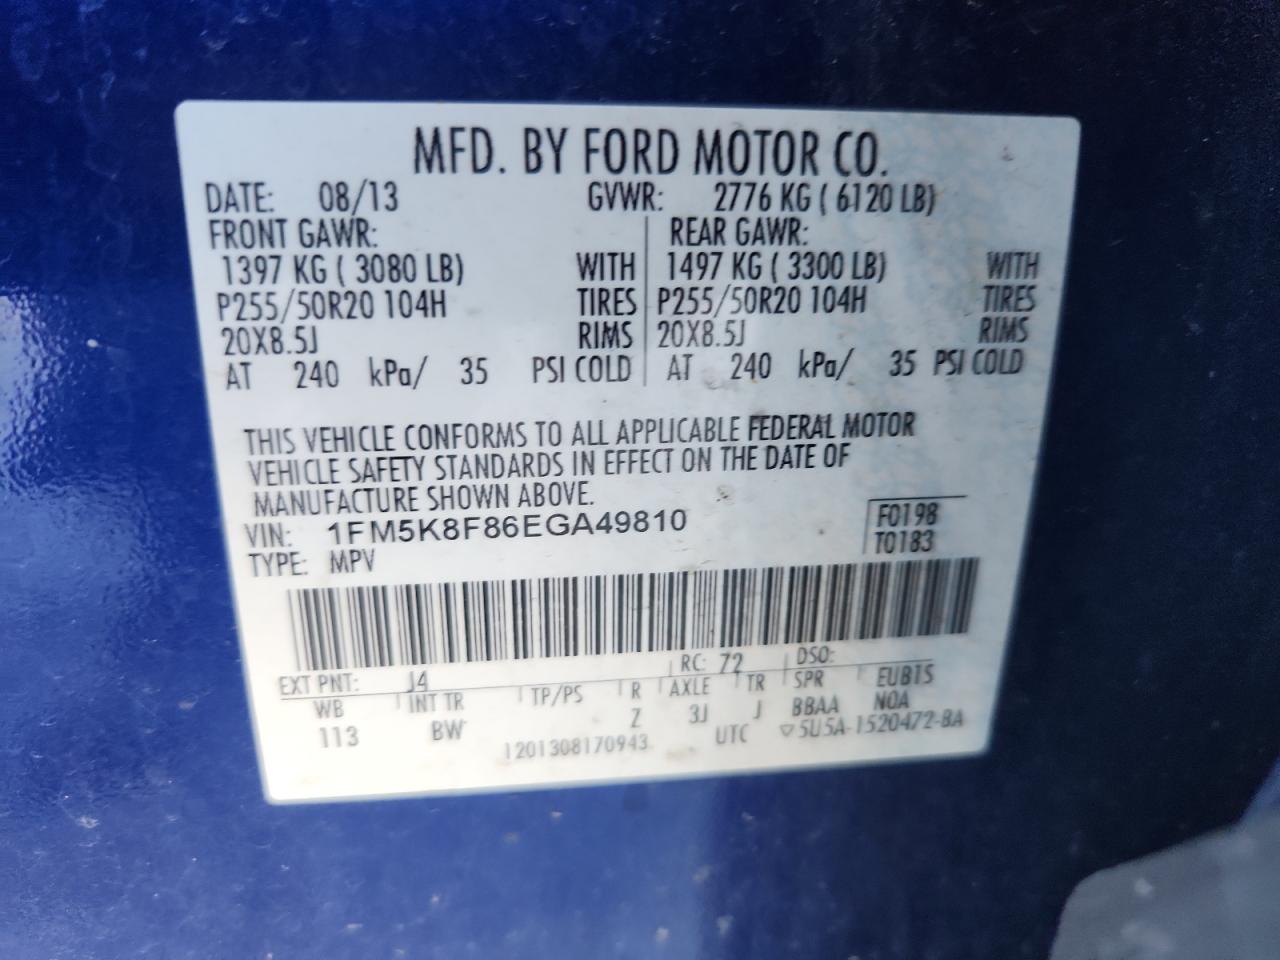 MFD. BY FORD MOTOR CO.
DATE: 08/13 GVWR: 2776 KG ( 6120 LB)
FRONT GAWR: REAR GAWR:
1397 KG ( 3080 LB) WITH 1497 KG ( 3300 LB) WITH
P255/50R20 104H TIRES P255/50R20 104H TIRES
20X8.5J RIMS 20X8.5J RIMS
AT 240 kPa/ 35 PSI COLD AT 240 kPa/ 35 PSI COLD
THIS VEHICLE CONFORMS TO ALL APPLICABLE FEDERAL MOTOR
VEHICLE SAFETY STANDARDS IN EFFECT ON THE DATE OF
MANUFACTURE SHOWN ABOVE.
VIN: 1FM5K8F86EGA49810 F0198
TYPE: MPV T0183
EXT PNT: J4 RC: 72 DSO:
WB INT TR TP/PS R AXLE TR SPR EUB1S
113 BW Z 3J J BBAA NOA
1201308170943 UTC ▽5U5A-1520472-BA